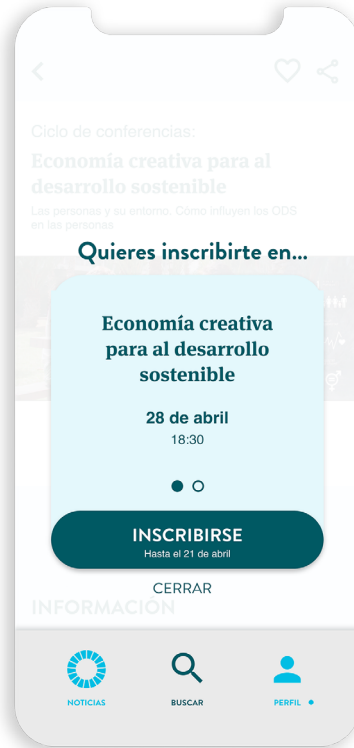 Ciclo de conferencias:
Economía creativa para al
desarrollo sostenible
Las personas y su entorno. Cómo influyen los ODS
en las personas
Quieres inscribirte en...
Economía creativa
para al desarrollo
sostenible
28 de abril
18:30
INSCRIBIRSE
Hasta el 21 de abril
CERRAR
INFORMACIÓN
NOTICIAS
BUSCAR
PERFIL